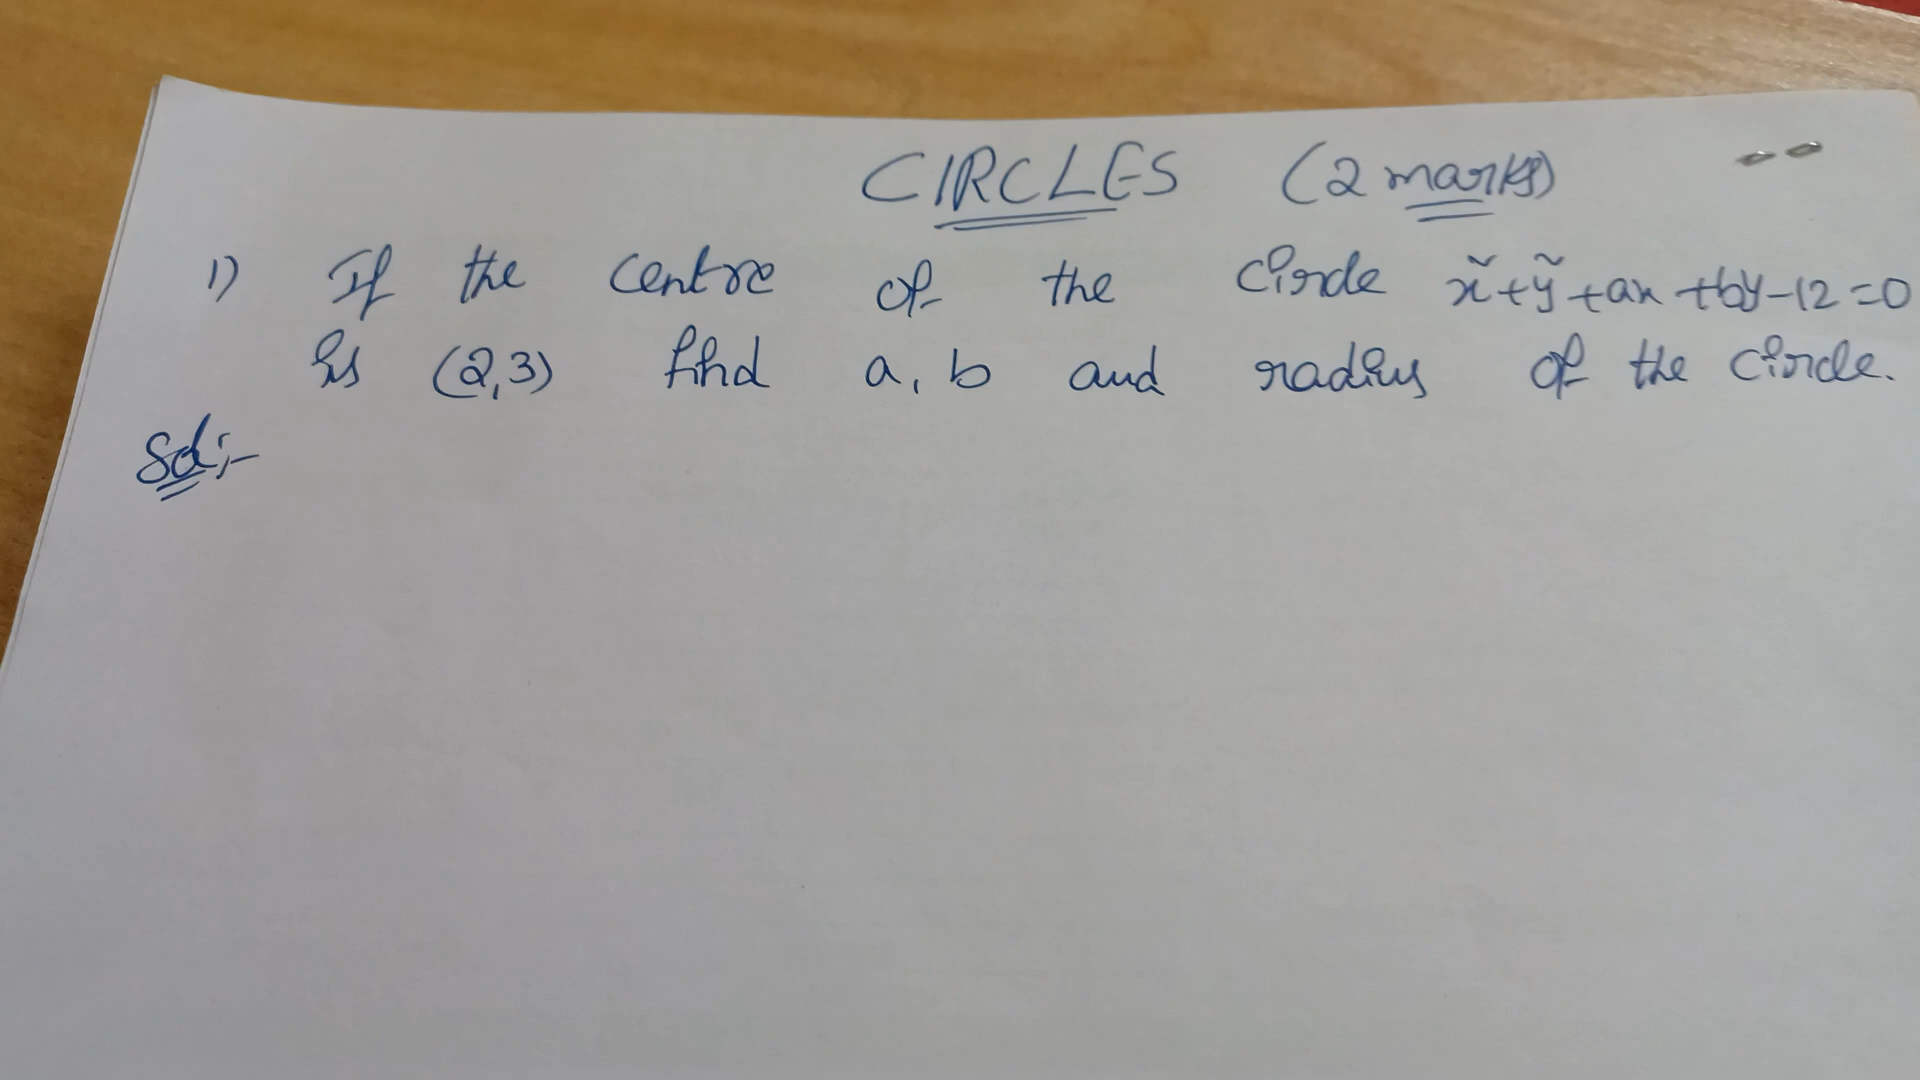 CIRCLES (2 marks)
1) If the centre of the circle x²+y²+ax+by-12=0
is (2,3) find a, b and radius of the circle.
Sol:-